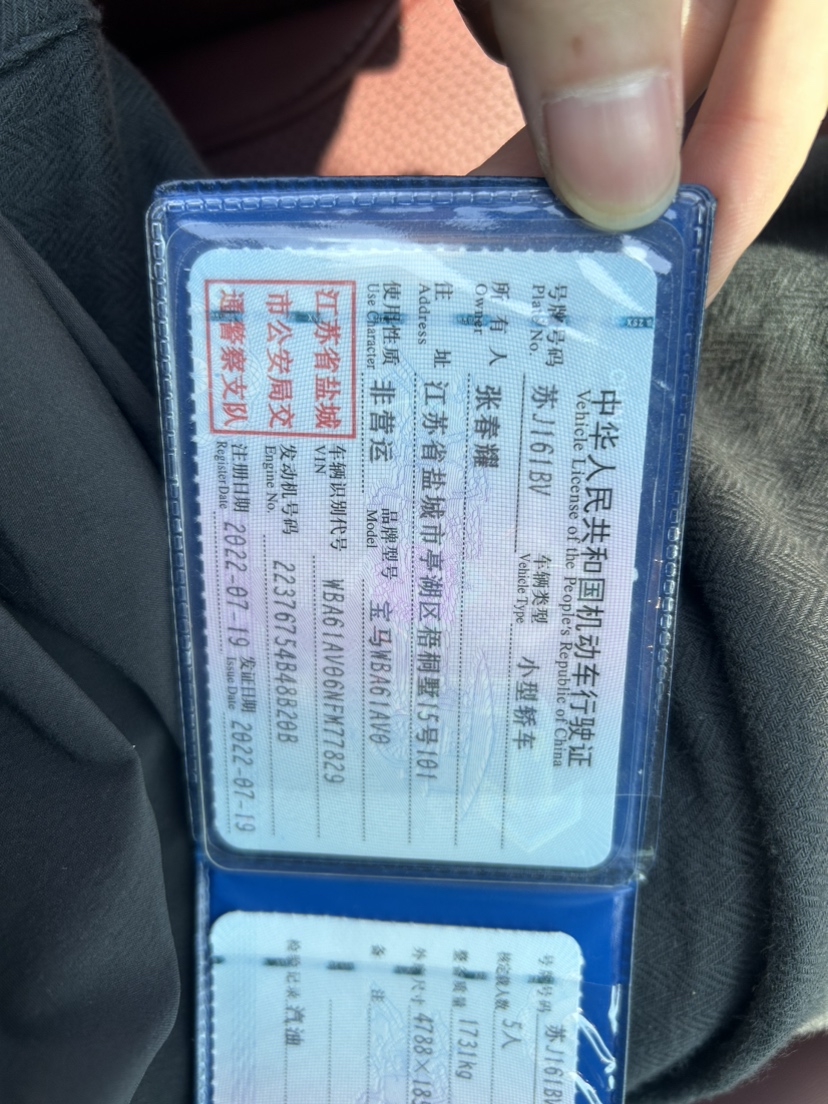 中华人民共和国机动车行驶证
Vehicle License of the People's Republic of China
号牌号码 苏J161BV 车辆类型 小型轿车
Plate No. Vehicle Type
所有人 张春耀
Owner
住址 江苏省盐城市亭湖区梧桐墅15号101
Address
使用性质 非营运 品牌型号 宝马WBA61AV0
Use Character Model
江苏省盐城
市公安局交
通警察支队
车辆识别代号 WBA61AV06NFM77829
VIN
发动机号码 22376754B48B20B
Engine No.
注册日期 2022-07-19 发证日期 2022-07-19
Register Date Issue Date
号牌号码 苏J161BV
核定载人数 5人
整备质量 1731kg
外廓尺寸 4788×185
备注
检验记录 汽油